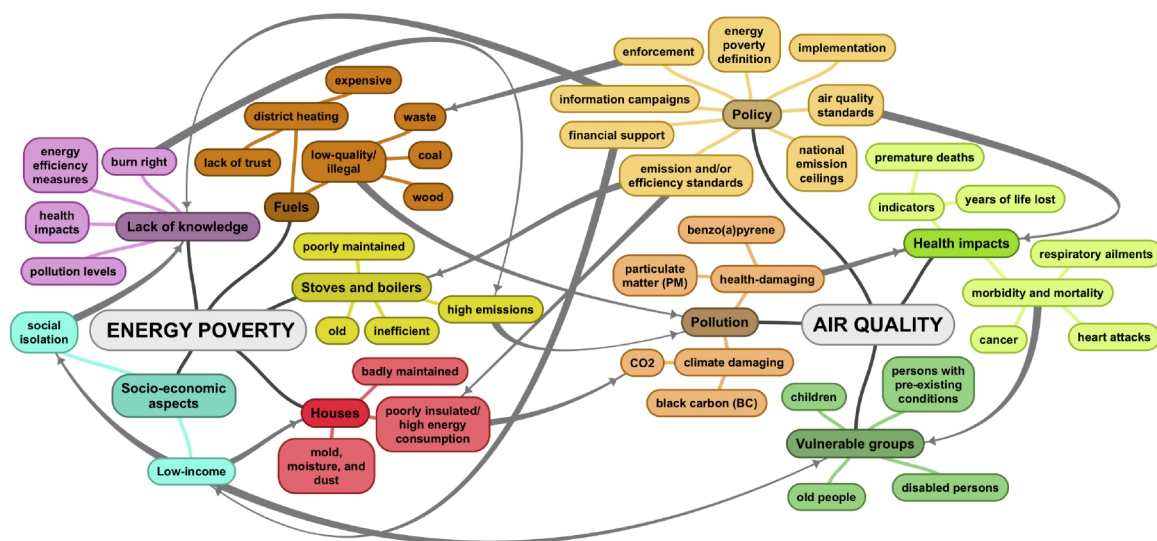 energy
poverty
definition
implementation
enforcement
expensive
information campaigns
air quality
standards
Policy
district heating
waste
financial support
energy
efficiency
measures
burn right
lack of trust
low-quality/
illegal
coal
national
emission
ceilings
premature deaths
emission and/or
efficiency standards
wood
Fuels
indicators
years of life lost
health
impacts
Lack of knowledge
benzo(a)pyrene
Health impacts
poorly maintained
respiratory ailments
pollution levels
particulate
matter (PM)
health-damaging
Stoves and boilers
morbidity and mortality
social
isolation
ENERGY POVERTY
old
inefficient
high emissions
Pollution
AIR QUALITY
cancer
heart attacks
badly maintained
CO2
climate damaging
Socio-economic
aspects
persons with
pre-existing
conditions
children
black carbon (BC)
Houses
poorly insulated/
high energy
consumption
Vulnerable groups
mold,
moisture, and
dust
Low-income
old people
disabled persons